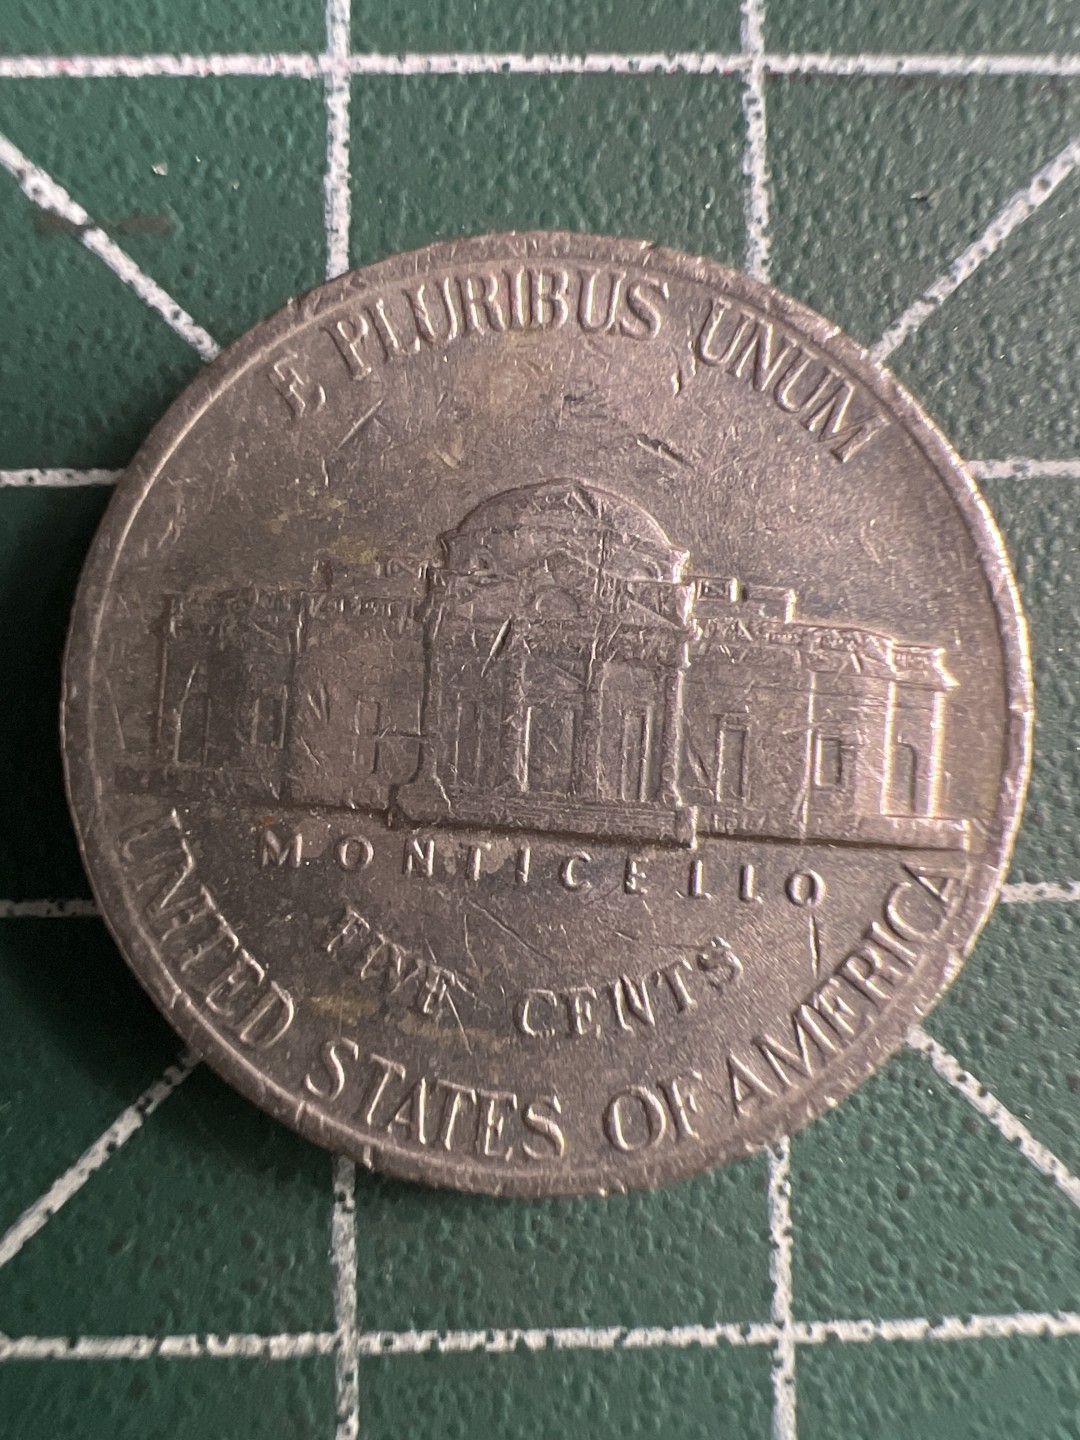 E PLURIBUS UNUM
MONTICELLO
FIVE CENTS
UNITED STATES OF AMERICA